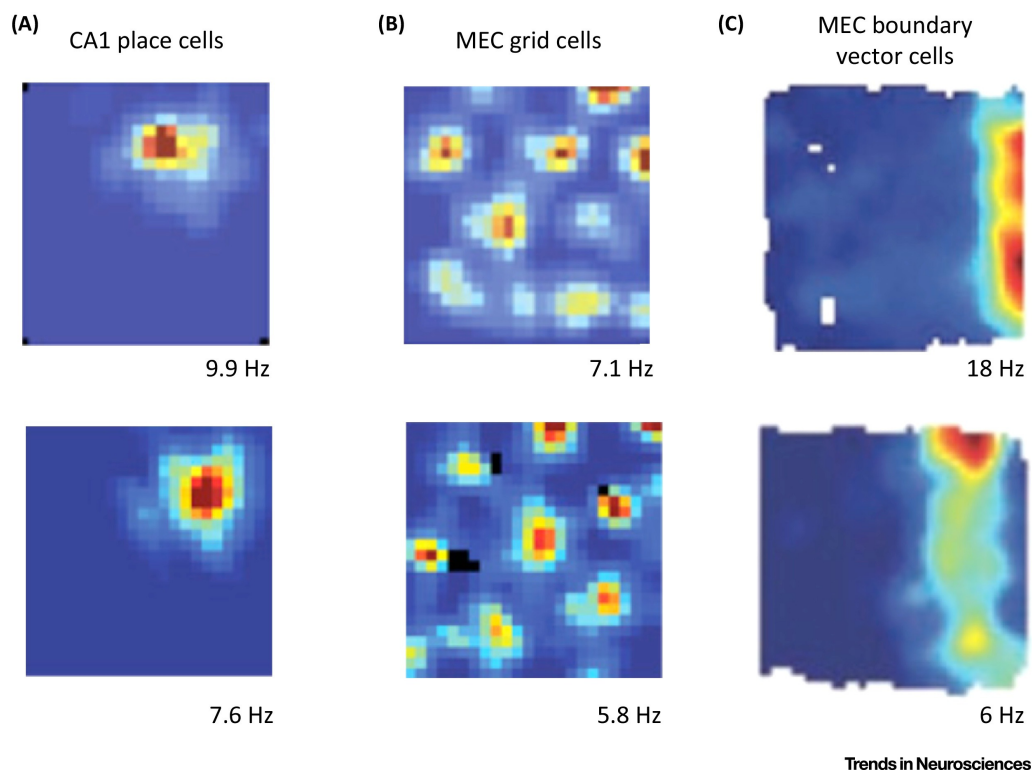 (A)
CA1 place cells
(B)
MEC grid cells
(C)
MEC boundary
vector cells
9.9 Hz
7.1 Hz
18 Hz
7.6 Hz
5.8 Hz
6 Hz
Trends in Neurosciences